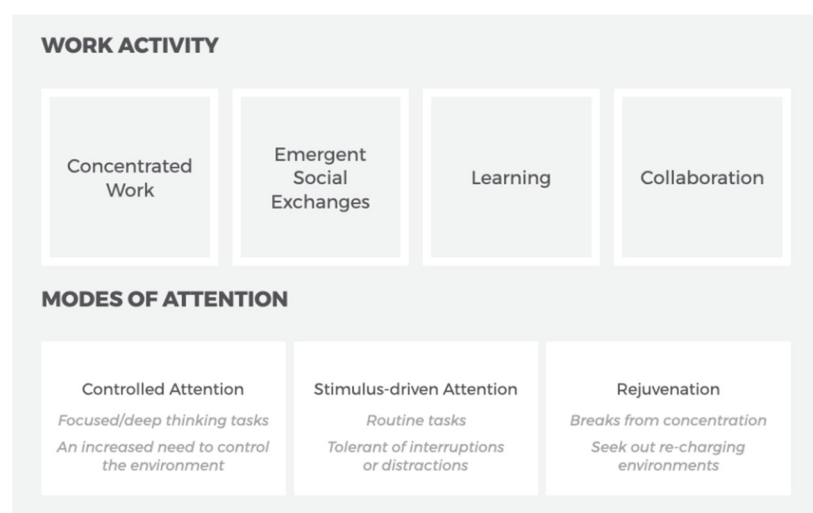 WORK ACTIVITY
Concentrated
Work
Emergent
Social
Exchanges
Learning
Collaboration
MODES OF ATTENTION
Controlled Attention
Focused/deep thinking tasks
An increased need to control
the environment
Stimulus-driven Attention
Routine tasks
Tolerant of interruptions
or distractions
Rejuvenation
Breaks from concentration
Seek out re-charging
environments